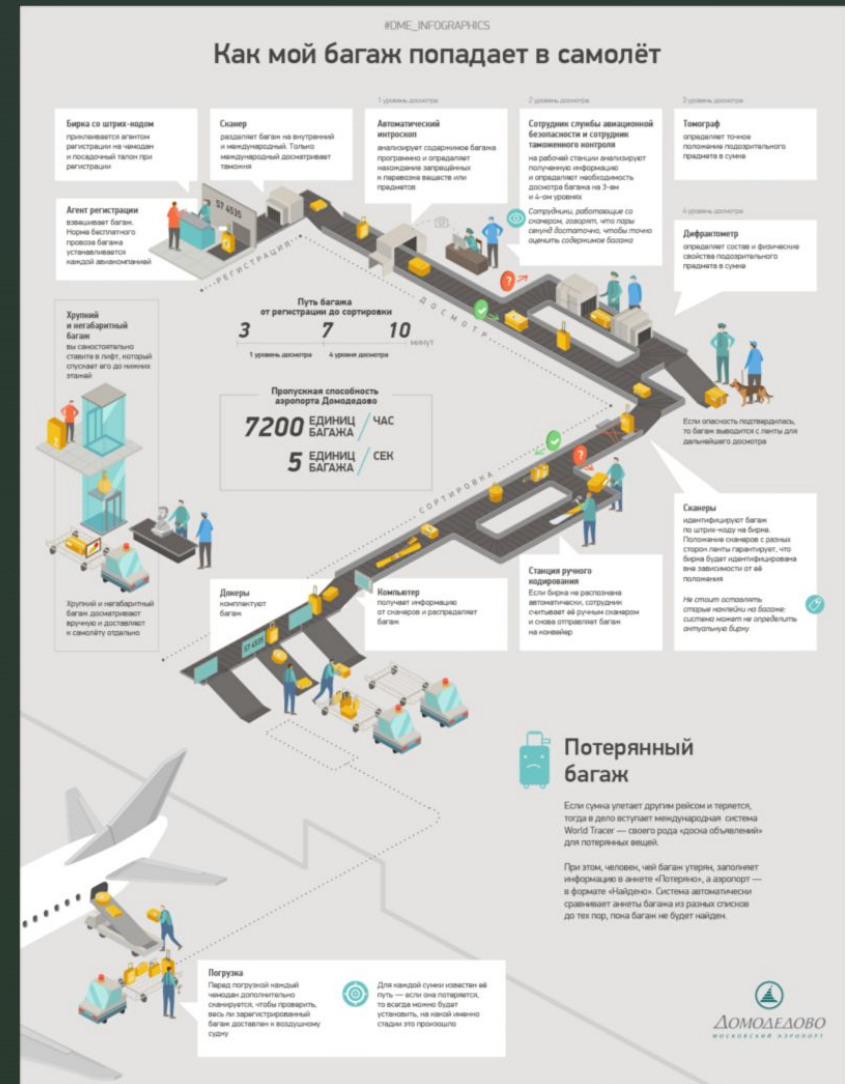 #DME_INFOGRAPHICS
Как мой багаж попадает в самолёт
Бирка со штрих-кодом
приклеивается агентом
регистрации на чемодан
и посадочный талон при
регистрации
Сканер
разделяет багаж на внутренний
и международный. Только
международный досматривает
таможня
1 уровень досмотра
Автоматический
интроскоп
анализирует содержимое багажа
программно и определяет
нахождение запрещённых
к перевозке веществ или
предметов
2 уровень досмотра
Сотрудник службы авиационной
безопасности и сотрудник
таможенного контроля
на рабочей станции анализируют
полученную информацию
и определяют необходимость
досмотра багажа на 3-ем
и 4-ом уровнях
Сотрудники, работающие со
сканером, говорят, что пары
секунд достаточно, чтобы точно
оценить содержимое багажа
3 уровень досмотра
Томограф
определяет точное
положение подозрительного
предмета в сумке
4 уровень досмотра
Дифрактометр
определяет состав и физические
свойства подозрительного
предмета в сумке
Агент регистрации
взвешивает багаж.
Норма бесплатного
провоза багажа
устанавливается
каждой авиакомпанией
S7 4535
РЕГИСТРАЦИЯ
ДОСМОТР
Хрупкий
и негабаритный
багаж
вы самостоятельно
ставите в лифт, который
спускает его до нижних
этажей
Путь багажа
от регистрации до сортировки
3 7 10
минут
1 уровень досмотра 4 уровня досмотра
Пропускная способность
аэропорта Домодедово
7200 ЕДИНИЦ БАГАЖА / ЧАС
5 ЕДИНИЦ БАГАЖА / СЕК
Если опасность подтвердилась,
то багаж выводится с ленты для
дальнейшего досмотра
СОРТИРОВКА
Сканеры
идентифицируют багаж
по штрих-коду на бирке.
Положение сканеров с разных
сторон ленты гарантирует, что
бирка будет идентифицирована
вне зависимости от её
положения
Не стоит оставлять
старые наклейки на багаже:
система может не определить
актуальную бирку
Станция ручного
кодирования
Если бирка не распознана
автоматически, сотрудник
считывает её ручным сканером
и снова отправляет багаж
на конвейер
Компьютер
получает информацию
от сканеров и распределяет
багаж
Докеры
комплектуют
багаж
S7 4535
Хрупкий и негабаритный
багаж досматривают
вручную и доставляют
к самолёту отдельно
Потерянный
багаж
Если сумка улетает другим рейсом и теряется,
тогда в дело вступает международная система
World Tracer — своего рода «доска объявлений»
для потерянных вещей.
При этом, человек, чей багаж утерян, заполняет
информацию в анкете «Потеряно», а аэропорт —
в формате «Найдено». Система автоматически
сравнивает анкеты багажа из разных списков
до тех пор, пока багаж не будет найден.
Погрузка
Перед погрузкой каждый
чемодан дополнительно
сканируется, чтобы проверить,
весь ли зарегистрированный
багаж доставлен к воздушному
судну
Для каждой сумки известен её
путь — если она потеряется,
то всегда можно будет
установить, на какой именно
стадии это произошло
ДОМОДЕДОВО
МОСКОВСКИЙ АЭРОПОРТ